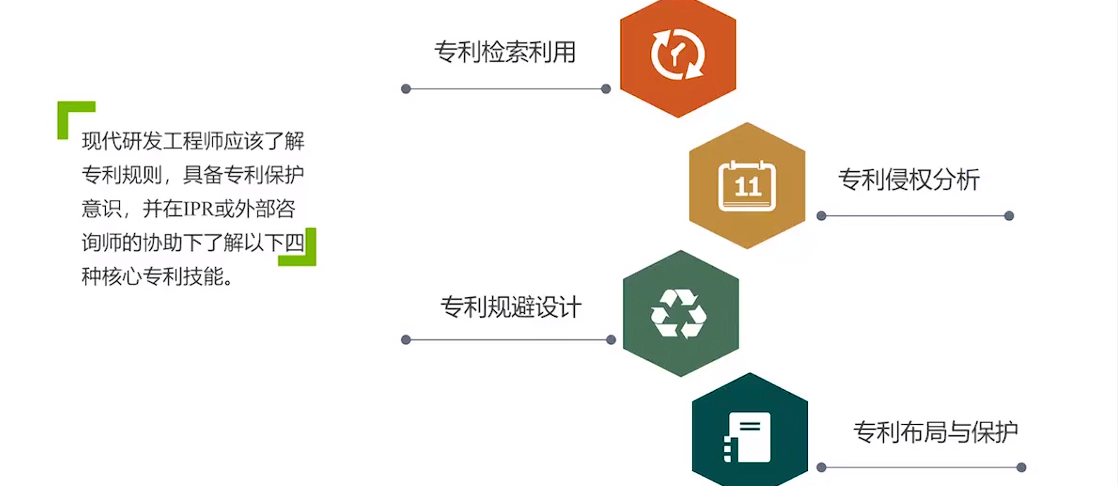 专利检索利用
现代研发工程师应该了解
专利规则，具备专利保护
意识，并在IPR或外部咨
询师的协助下了解以下四
种核心专利技能。
11
专利侵权分析
专利规避设计
专利布局与保护